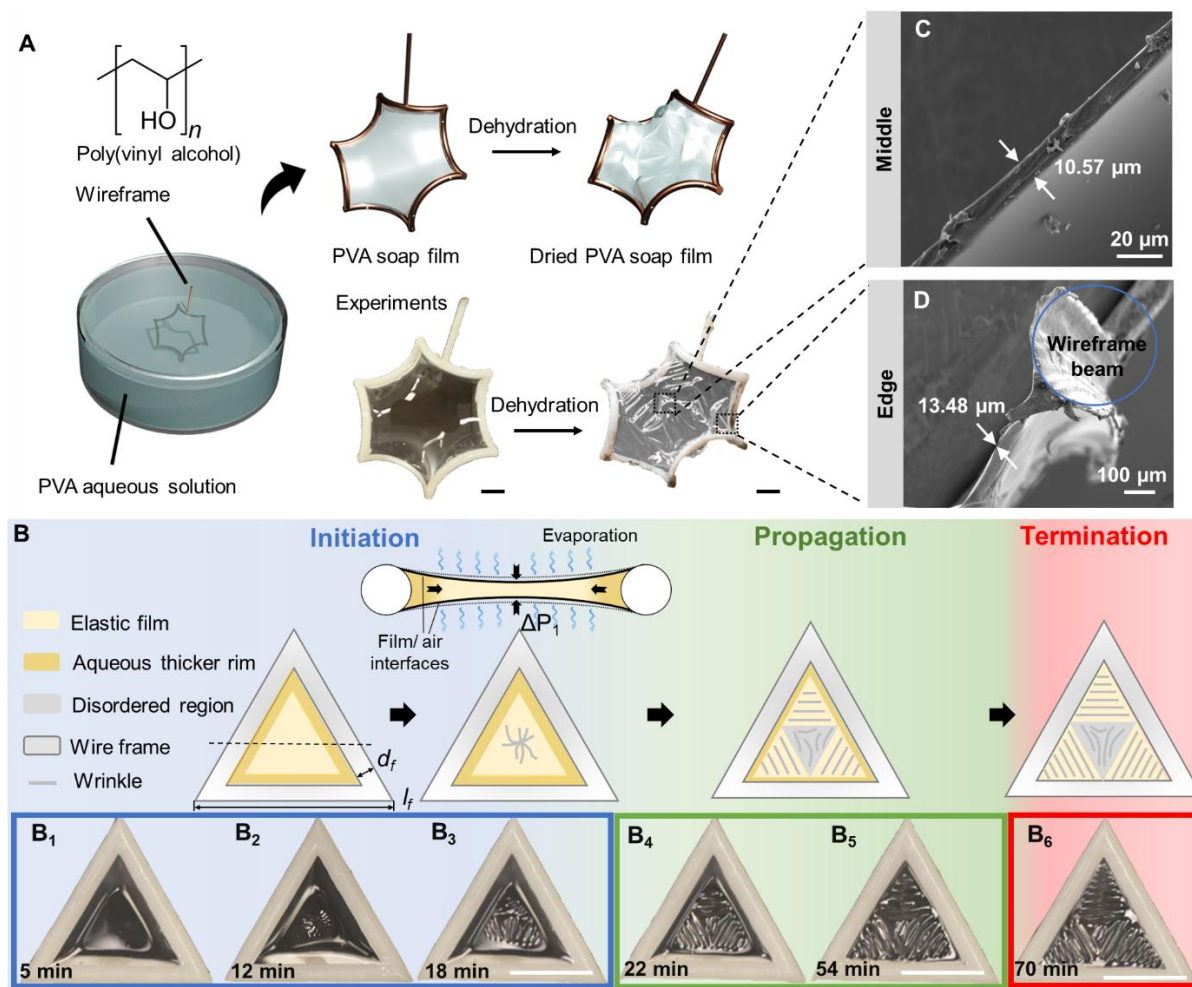 A
HO
n
Poly(vinyl alcohol)
Wireframe
PVA aqueous solution
Dehydration
PVA soap film
Dried PVA soap film
Experiments
Dehydration
Middle
C
10.57 μm
20 μm
Edge
D
Wireframe
beam
13.48 μm
100 μm
B
Initiation
Evaporation
Propagation
Termination
ΔP1
Film/ air
interfaces
Elastic film
Aqueous thicker rim
Disordered region
Wire frame
Wrinkle
df
lf
B1
5 min
B2
12 min
B3
18 min
B4
22 min
B5
54 min
B6
70 min